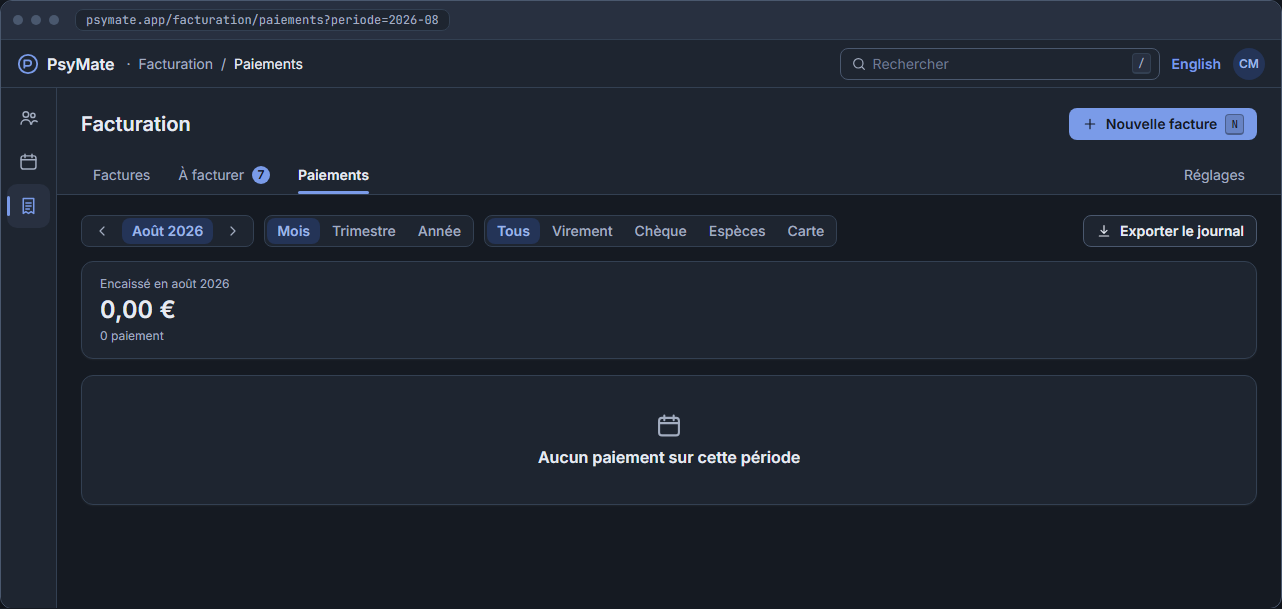 psymate.app/facturation/paiements?periode=2026-08
PsyMate · Facturation / Paiements
Rechercher /
English
CM
Facturation
+ Nouvelle facture N
Factures
À facturer 7
Paiements
Réglages
Août 2026
Mois Trimestre Année
Tous Virement Chèque Espèces Carte
Exporter le journal
Encaissé en août 2026
0,00 €
0 paiement
Aucun paiement sur cette période